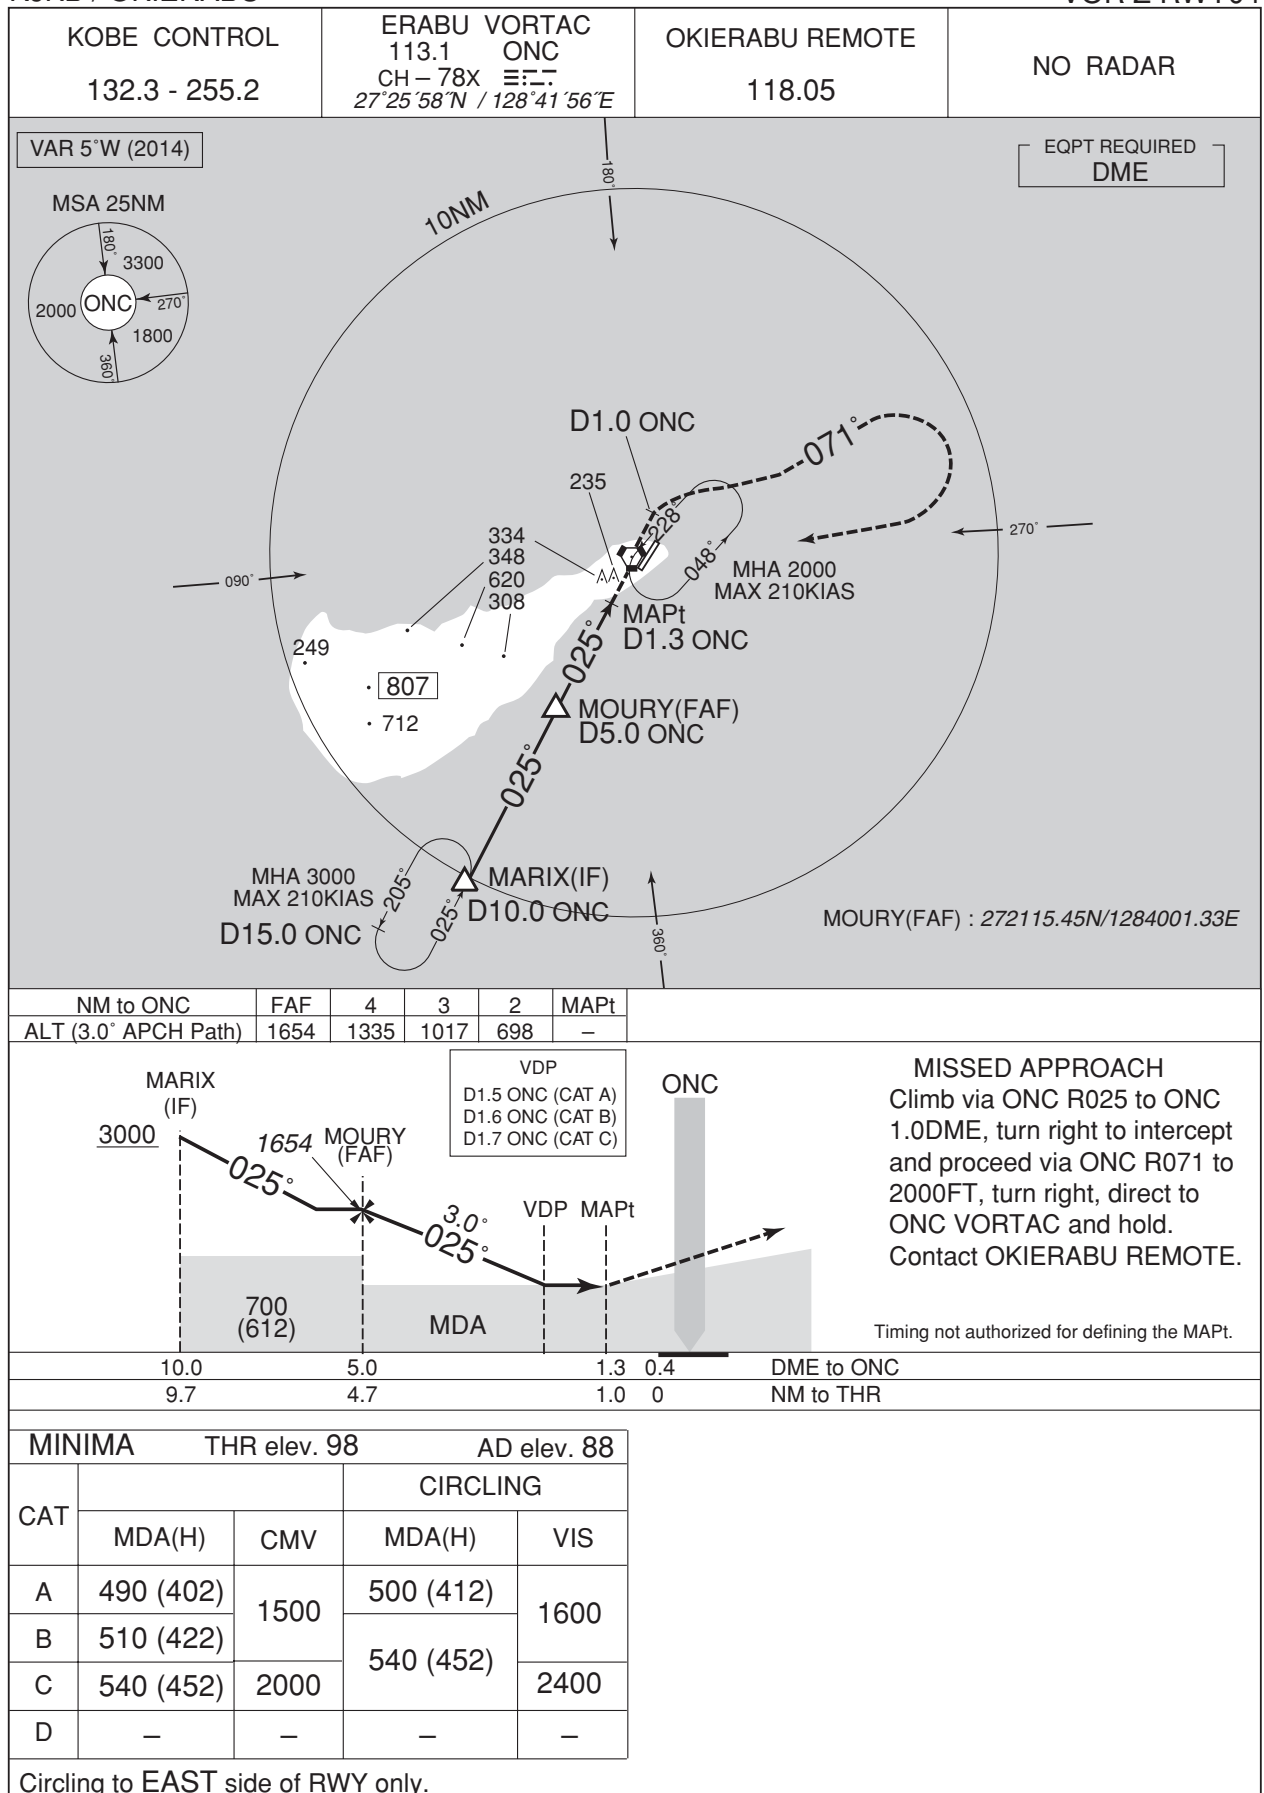 KOBE CONTROL
132.3 - 255.2
ERABU VORTAC
113.1 ONC
CH – 78X
27°25´58˝N / 128°41´56˝E
OKIERABU REMOTE
118.05
NO RADAR
VAR 5°W (2014)
EQPT REQUIRED
DME
MSA 25NM
180°
3300
2000
ONC
270°
1800
360°
180°
10NM
D1.0 ONC
071°
235
228°
270°
334
348
620
308
048°
MHA 2000
MAX 210KIAS
090°
MAPt
D1.3 ONC
025°
249
807
712
MOURY(FAF)
D5.0 ONC
025°
MHA 3000
MAX 210KIAS
205°
MARIX(IF)
D10.0 ONC
D15.0 ONC
025°
360°
MOURY(FAF) : 272115.45N/1284001.33E
NM to ONC FAF 4 3 2 MAPt
ALT (3.0° APCH Path) 1654 1335 1017 698 –
VDP
D1.5 ONC (CAT A)
D1.6 ONC (CAT B)
D1.7 ONC (CAT C)
MARIX
(IF)
3000
025°
1654
MOURY
(FAF)
3.0°
025°
VDP MAPt
ONC
700
(612)
MDA
MISSED APPROACH
Climb via ONC R025 to ONC
1.0DME, turn right to intercept
and proceed via ONC R071 to
2000FT, turn right, direct to
ONC VORTAC and hold.
Contact OKIERABU REMOTE.
Timing not authorized for defining the MAPt.
10.0 5.0 1.3 0.4 DME to ONC
9.7 4.7 1.0 0 NM to THR
MINIMA THR elev. 98 AD elev. 88
CAT CIRCLING
MDA(H) CMV MDA(H) VIS
A 490 (402) 1500 500 (412) 1600
B 510 (422) 540 (452)
C 540 (452) 2000 2400
D – – – –
Circling to EAST side of RWY only.